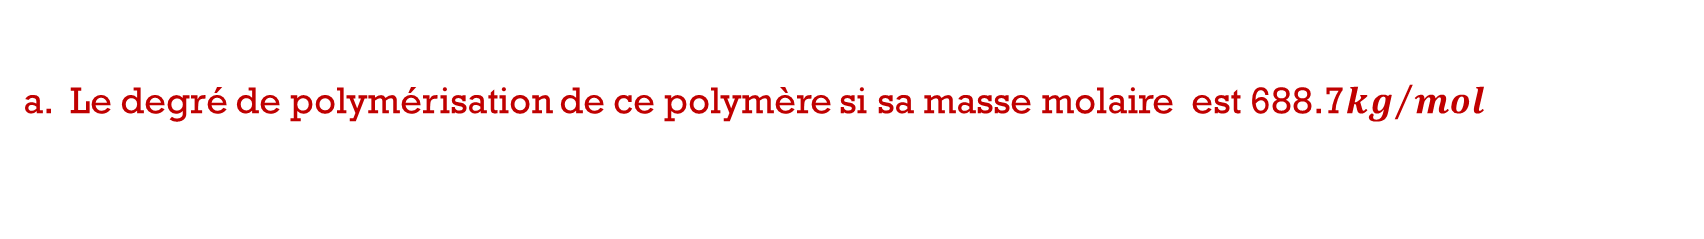 a. Le degré de polymérisation de ce polymère si sa masse molaire est 688.7kg/mol